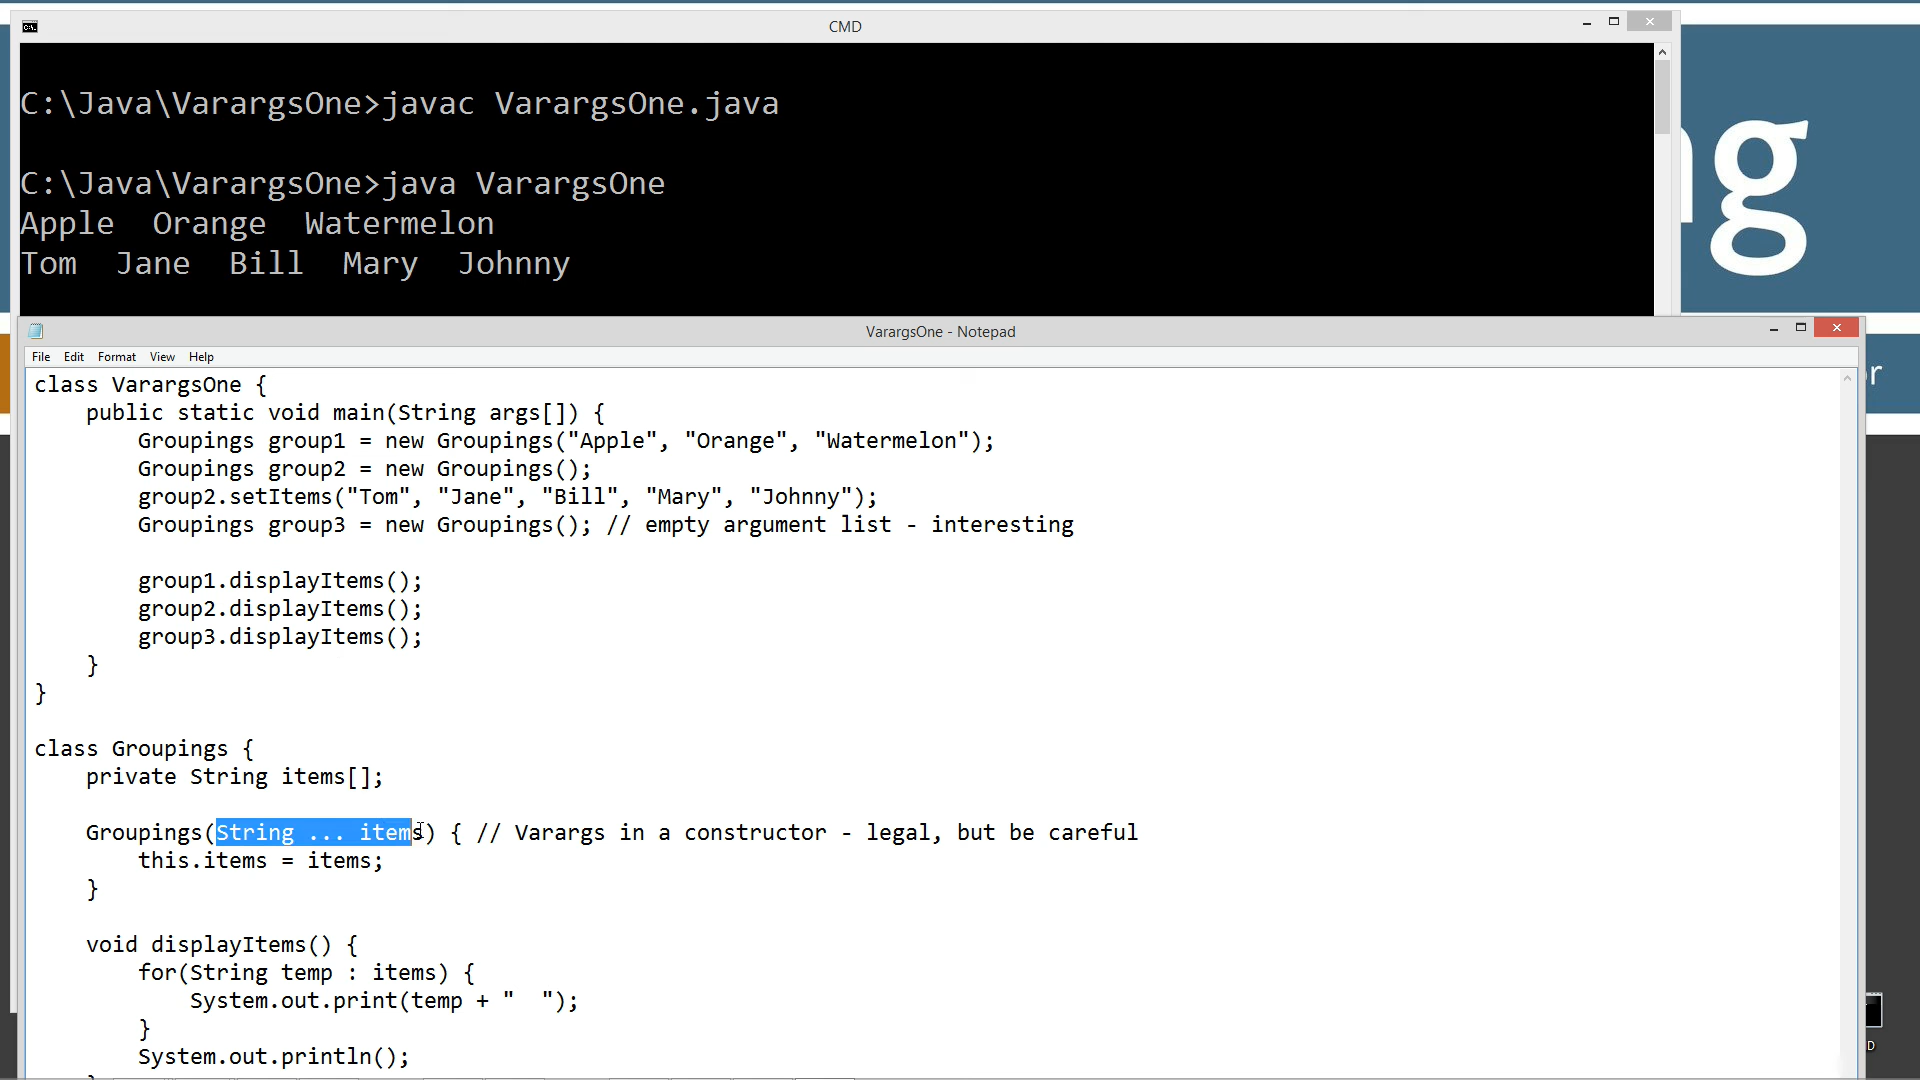 CMD
C:\Java\VarargsOne>javac VarargsOne.java
C:\Java\VarargsOne>java VarargsOne
Apple  Orange  Watermelon
Tom  Jane  Bill  Mary  Johnny
ng
VarargsOne - Notepad
File Edit Format View Help
r
class VarargsOne {
    public static void main(String args[]) {
        Groupings group1 = new Groupings("Apple", "Orange", "Watermelon");
        Groupings group2 = new Groupings();
        group2.setItems("Tom", "Jane", "Bill", "Mary", "Johnny");
        Groupings group3 = new Groupings(); // empty argument list - interesting
        group1.displayItems();
        group2.displayItems();
        group3.displayItems();
    }
}
class Groupings {
    private String items[];
    Groupings(String ... items) { // Varargs in a constructor - legal, but be careful
        this.items = items;
    }
    void displayItems() {
        for(String temp : items) {
            System.out.print(temp + "  ");
        }
        System.out.println();
D